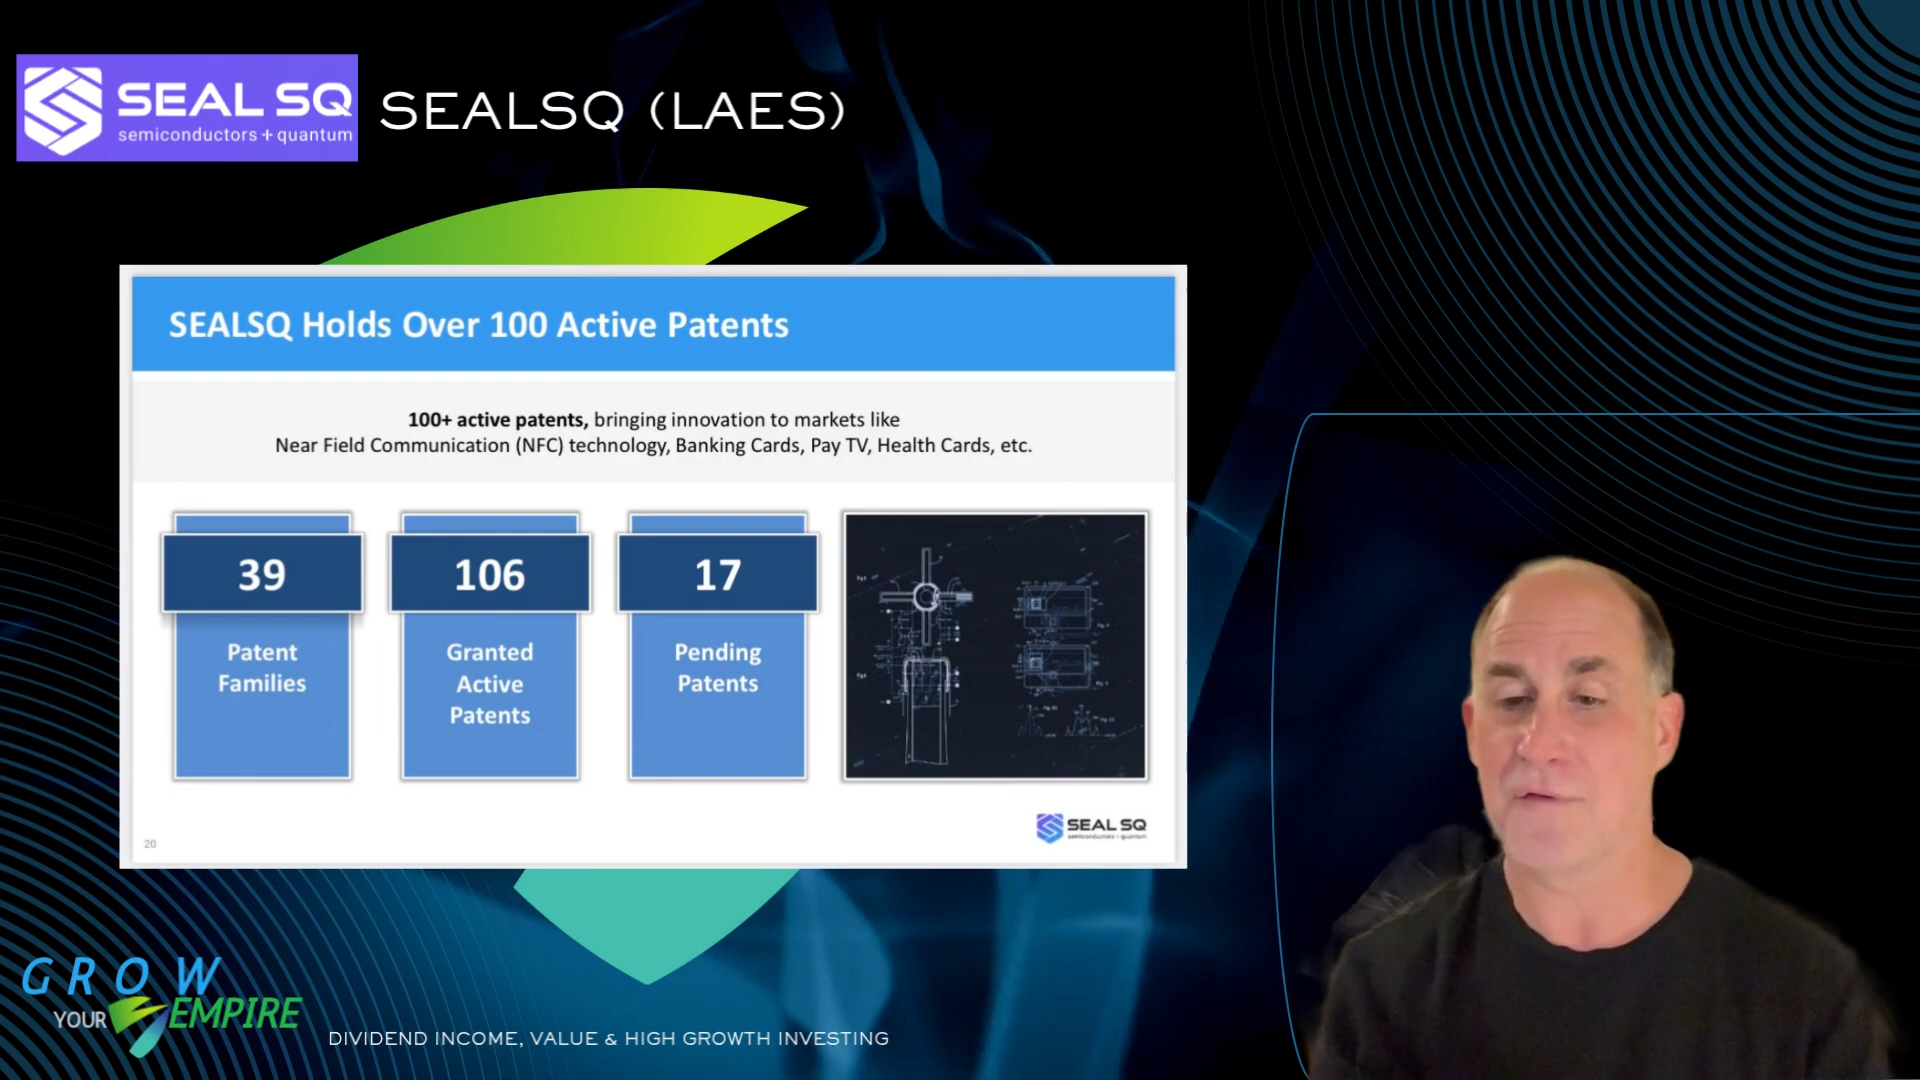 SEAL SQ
semiconductors + quantum
SEALSQ (LAES)
SEALSQ Holds Over 100 Active Patents
100+ active patents, bringing innovation to markets like
Near Field Communication (NFC) technology, Banking Cards, Pay TV, Health Cards, etc.
39
Patent
Families
106
Granted
Active
Patents
17
Pending
Patents
SEAL SQ
semiconductors + quantum
20
GROW
YOUR EMPIRE
DIVIDEND INCOME, VALUE & HIGH GROWTH INVESTING